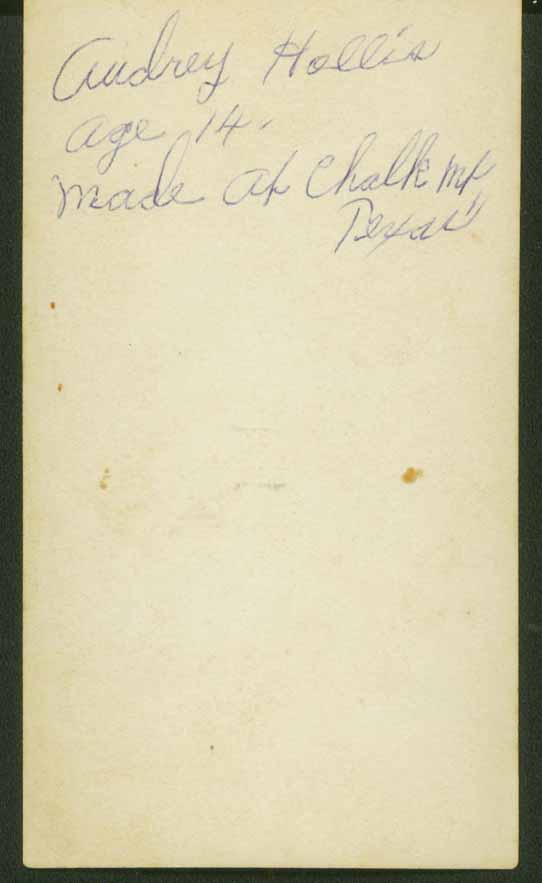 Audrey Hollis
age 14.
Made at Chalk Mt
Texas